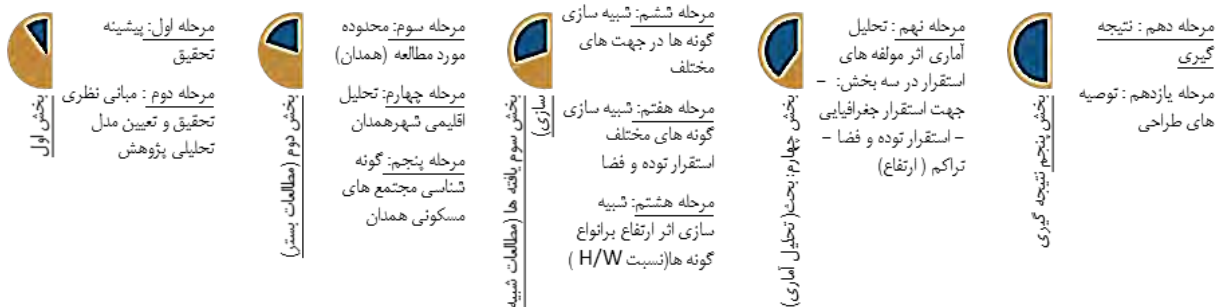 بخش اول
مرحله اول: پیشینه
تحقیق
مرحله دوم : مبانی نظری
تحقیق و تعیین مدل
تحلیلی پژوهش
بخش دوم (مطالعات بستر)
مرحله سوم: محدوده
مورد مطالعه (همدان)
مرحله چهارم: تحلیل
اقلیمی شهرهمدان
مرحله پنجم: گونه
شناسی مجتمع های
مسکونی همدان
بخش سوم یافته ها (مطالعات شبیه
سازی)
مرحله ششم: شبیه سازی
گونه ها در جهت های
مختلف
مرحله هفتم: شبیه سازی
گونه های مختلف
استقرار توده و فضا
مرحله هشتم: شبیه
سازی اثر ارتفاع برانواع
گونه ها(نسبت H/W )
بخش چهارم: بحث( تحلیل آماری)
مرحله نهم : تحلیل
آماری اثر مولفه های
استقرار در سه بخش: -
جهت استقرار جغرافیایی
- استقرار توده و فضا -
تراکم ( ارتفاع)
بخش پنجم نتیجه گیری
مرحله دهم : نتیجه
گیری
مرحله یازدهم : توصیه
های طراحی